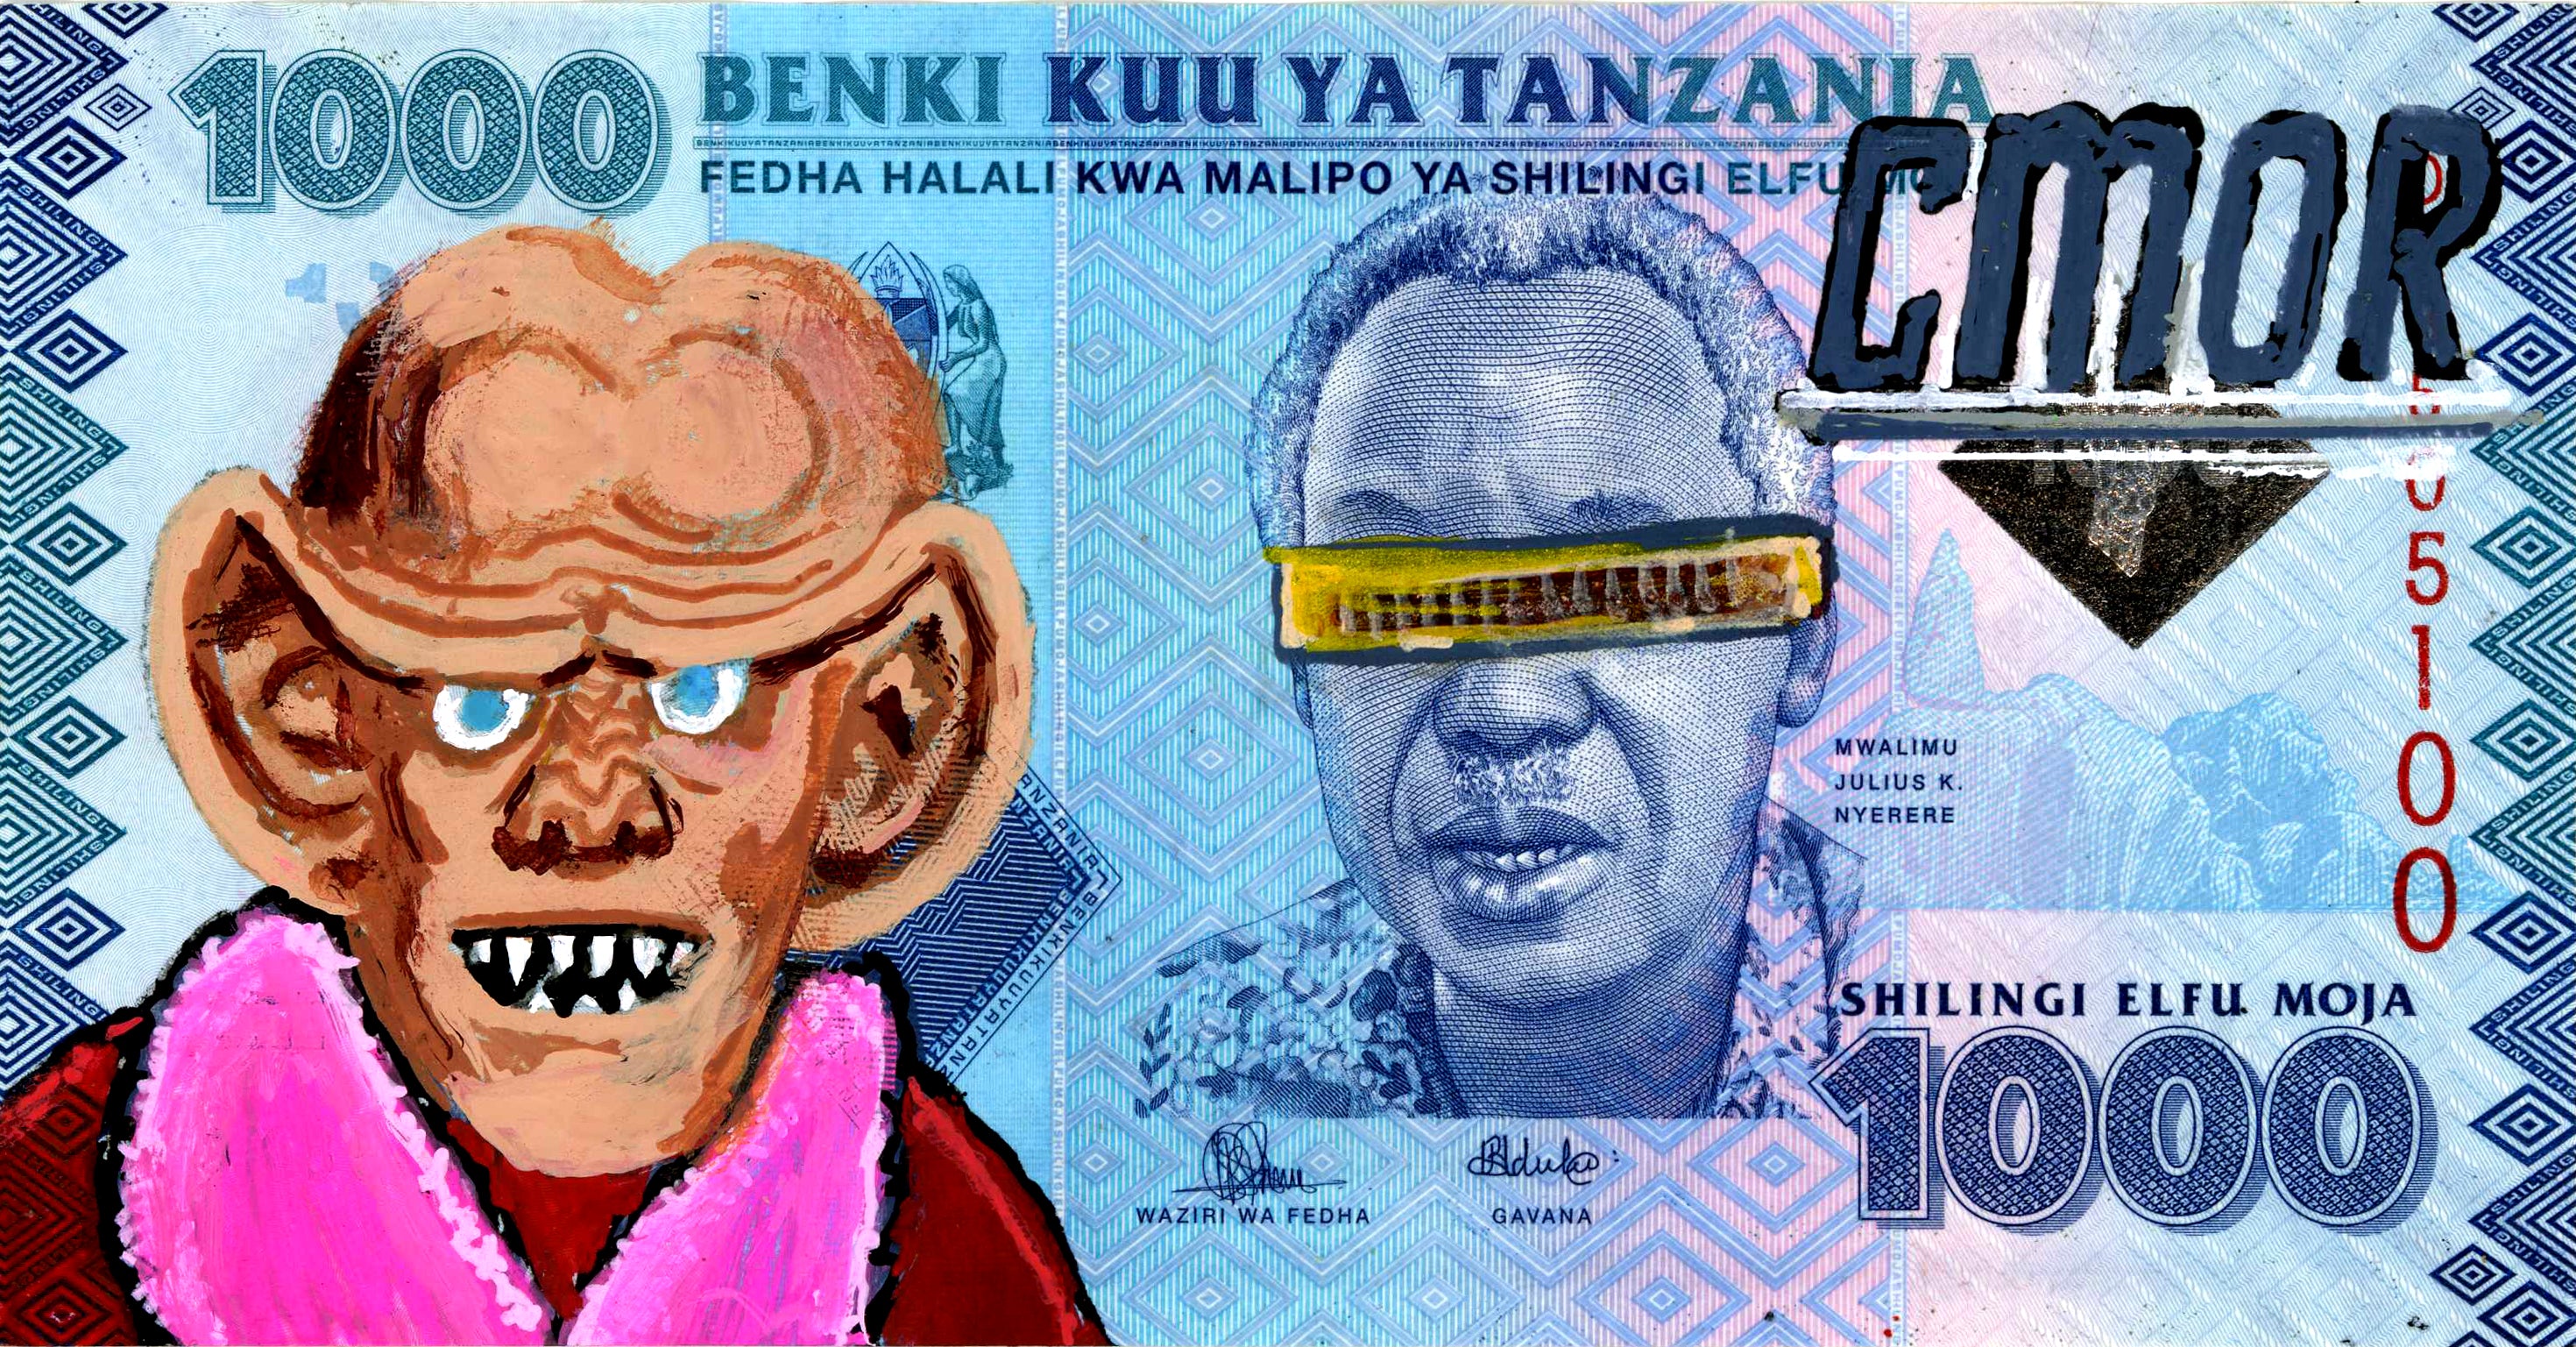 1000
BENKI KUU YA TANZANIA
FEDHA HALALI KWA MALIPO YA SHILINGI ELFU
CMOR
5100
MWALIMU
JULIUS K.
NYERERE
SHILINGI ELFU MOJA
1000
WAZIRI WA FEDHA
GAVANA